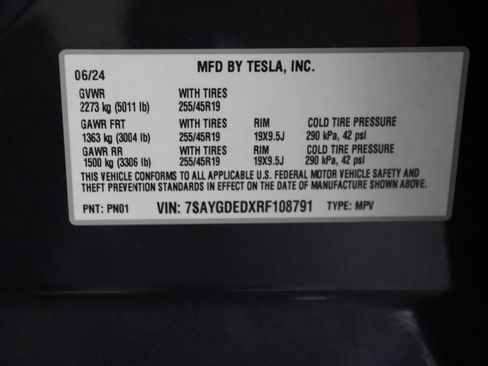 MFD BY TESLA, INC.
06/24
GVWR WITH TIRES
2273 kg (5011 lb) 255/45R19
GAWR FRT WITH TIRES RIM COLD TIRE PRESSURE
1363 kg (3004 lb) 255/45R19 19X9.5J 290 kPa, 42 psi
GAWR RR WITH TIRES RIM COLD TIRE PRESSURE
1500 kg (3306 lb) 255/45R19 19X9.5J 290 kPa, 42 psi
THIS VEHICLE CONFORMS TO ALL APPLICABLE U.S. FEDERAL MOTOR VEHICLE SAFETY AND
THEFT PREVENTION STANDARDS IN EFFECT ON THE DATE OF MANUFACTURE SHOWN ABOVE.
PNT: PN01 VIN: 7SAYGDEDXRF108791 TYPE: MPV